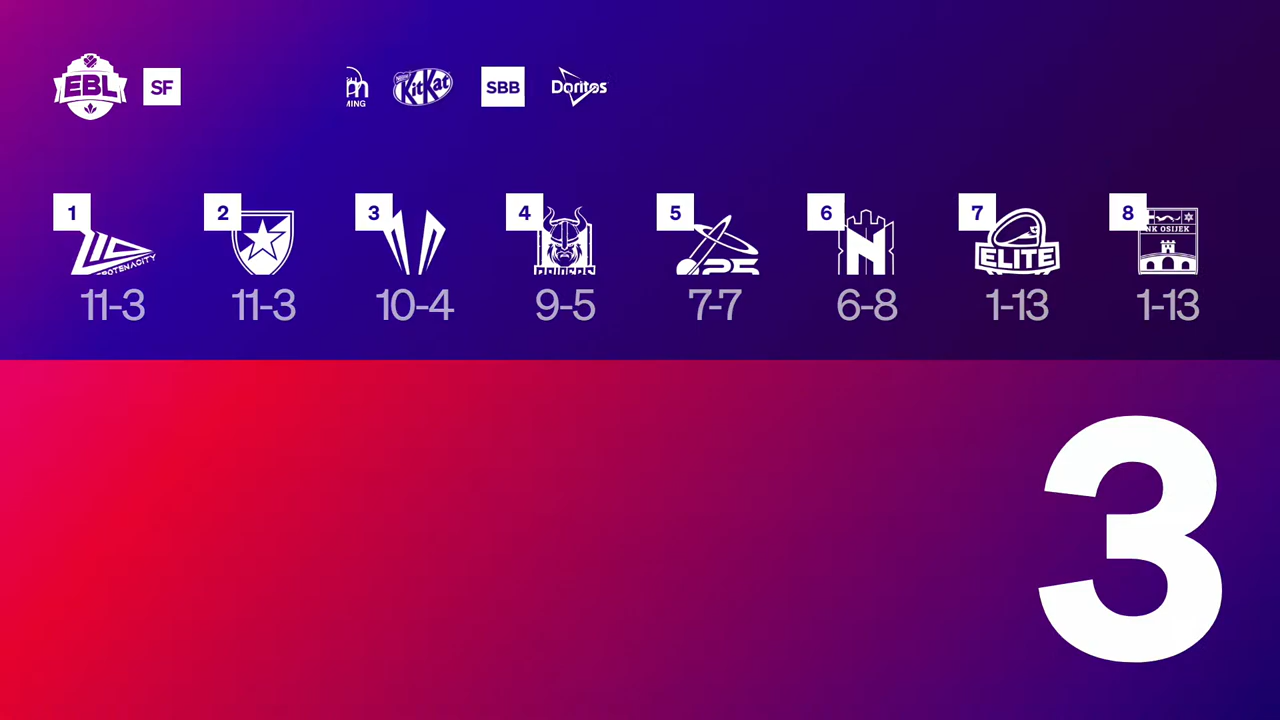 EBL SF KitKat SBB Doritos
1 2 3 4 5 6 7 8
NK OSIJEK
ELITE
11-3 11-3 10-4 9-5 7-7 6-8 1-13 1-13
3